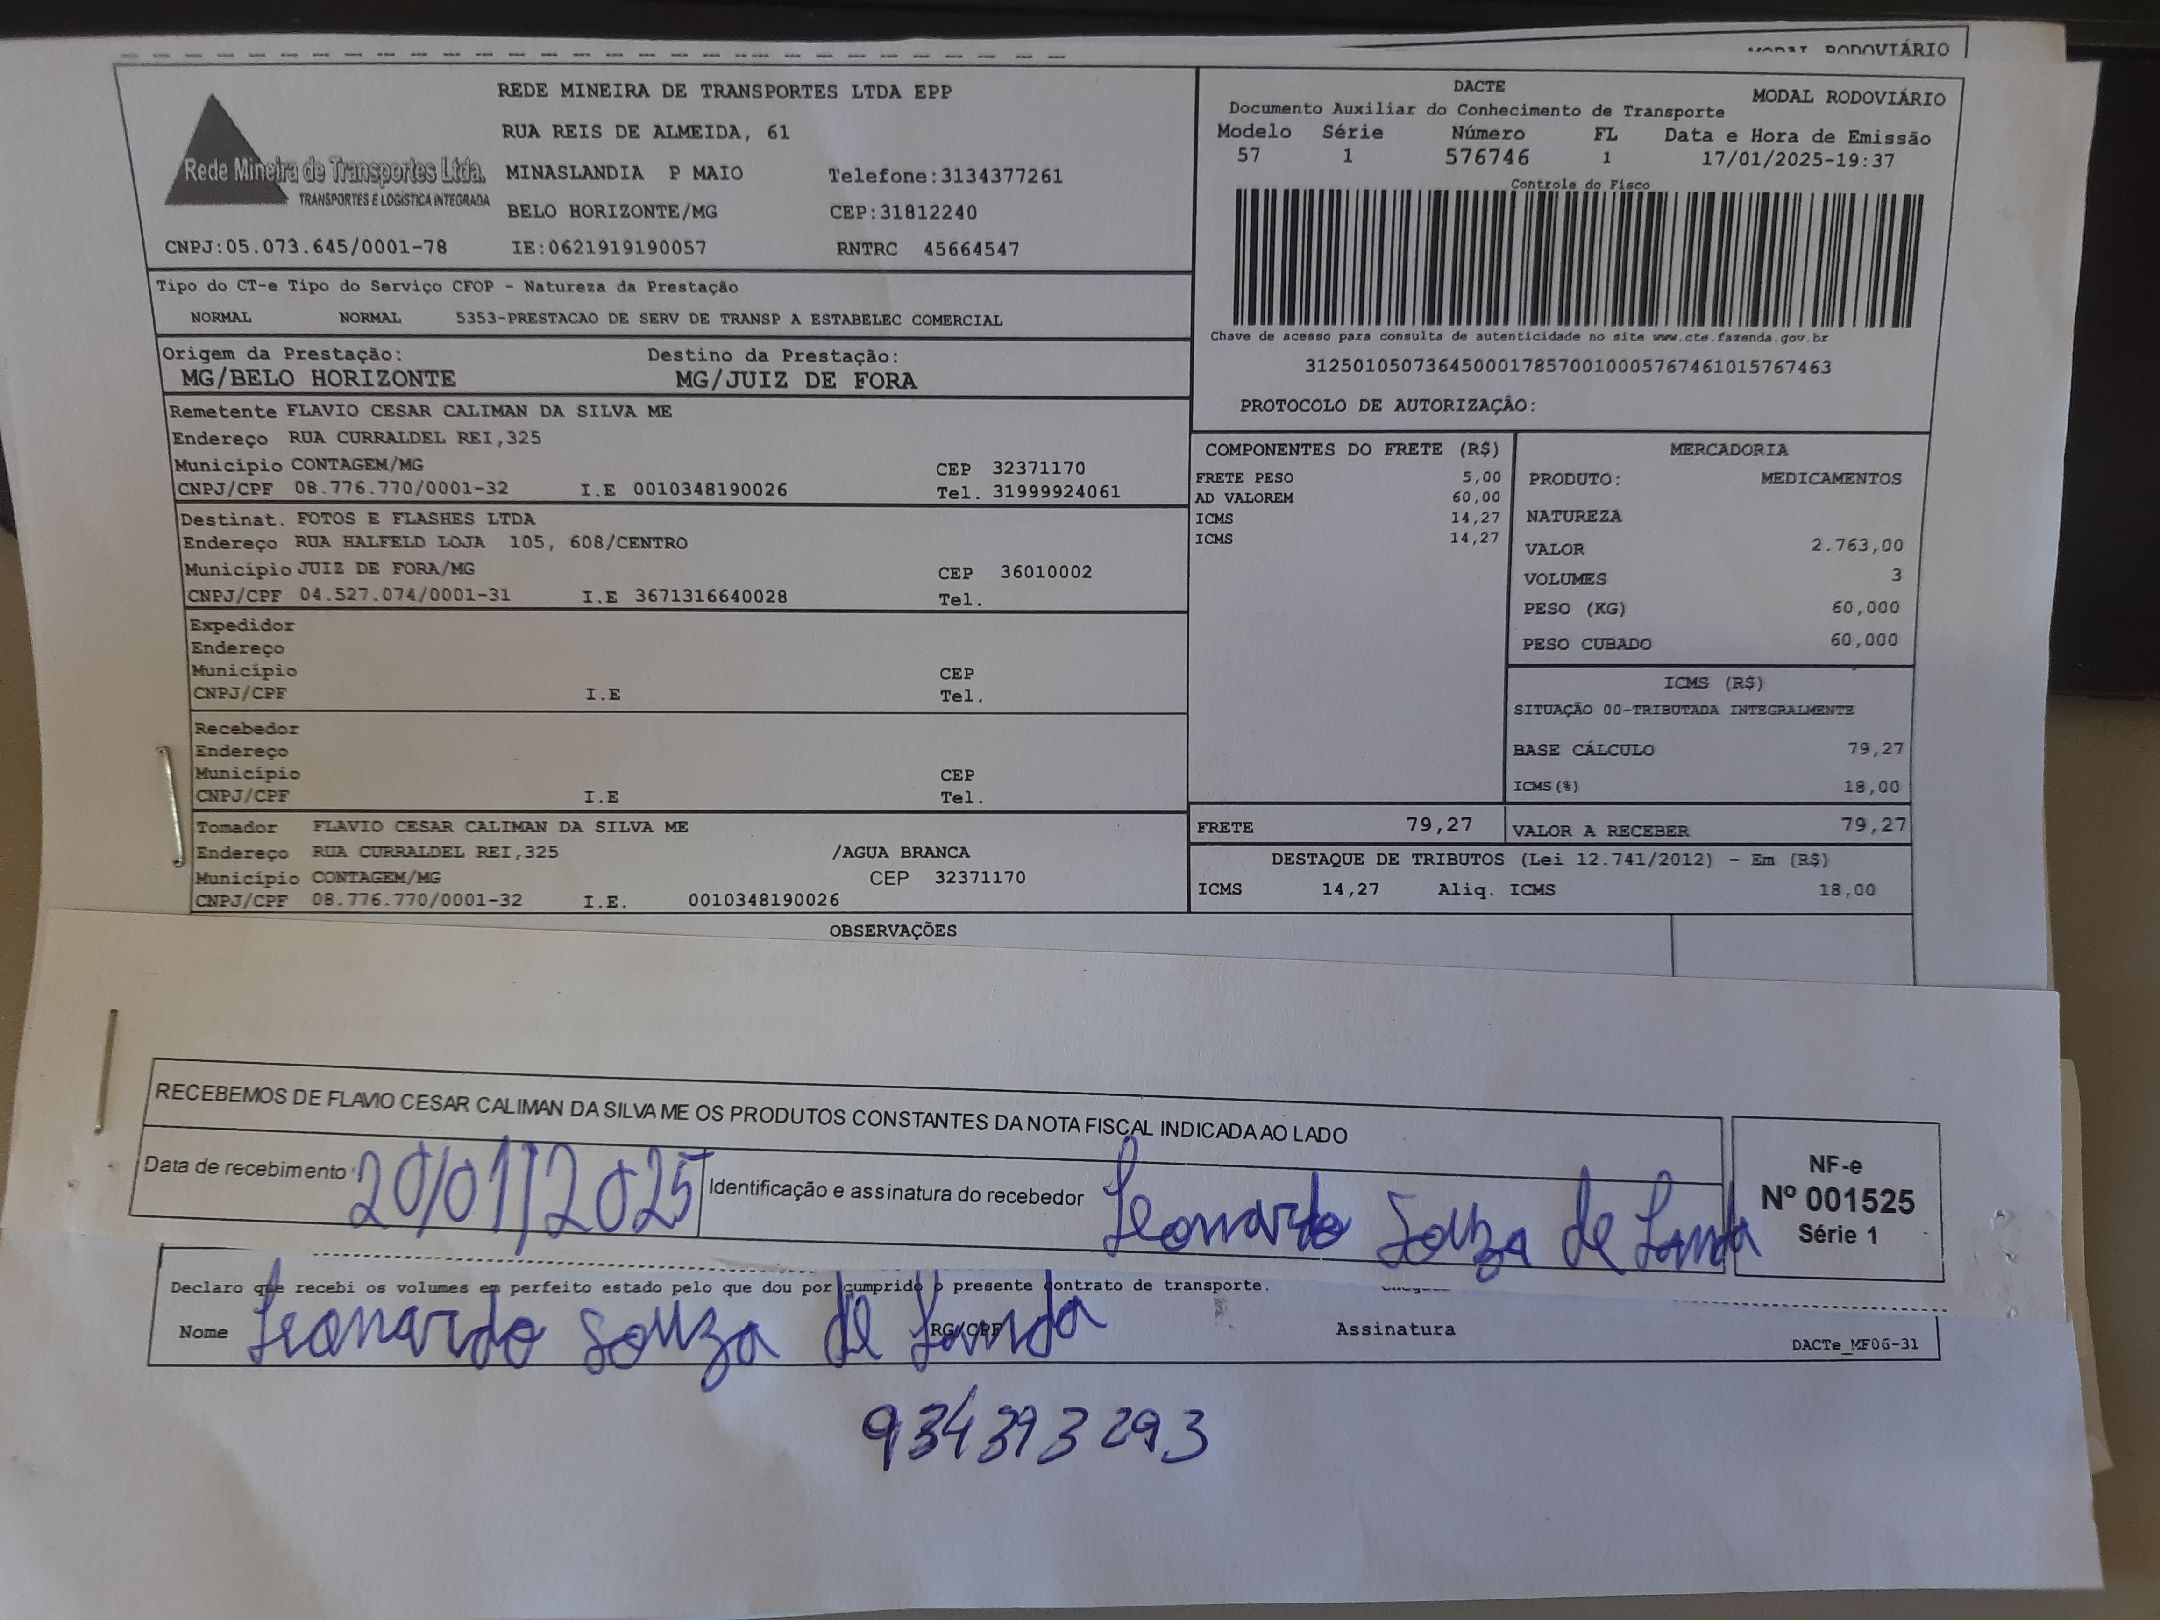 MODAL RODOVIÁRIO
REDE MINEIRA DE TRANSPORTES LTDA EPP
RUA REIS DE ALMEIDA, 61
Rede Mineira de Transportes Ltda.
TRANSPORTES E LOGÍSTICA INTEGRADA
MINASLANDIA P MAIO Telefone:3134377261
BELO HORIZONTE/MG CEP:31812240
CNPJ:05.073.645/0001-78 IE:0621919190057 RNTRC 45664547
DACTE
Documento Auxiliar do Conhecimento de Transporte
MODAL RODOVIÁRIO
Modelo Série Número FL Data e Hora de Emissão
57 1 576746 1 17/01/2025-19:37
Controle do Fisco
Chave de acesso para consulta de autenticidade no site www.cte.fazenda.gov.br
31250105073645000178570010005767461015767463
PROTOCOLO DE AUTORIZAÇÃO:
Tipo do CT-e Tipo do Serviço CFOP - Natureza da Prestação
NORMAL NORMAL 5353-PRESTACAO DE SERV DE TRANSP A ESTABELEC COMERCIAL
Origem da Prestação: Destino da Prestação:
MG/BELO HORIZONTE MG/JUIZ DE FORA
Remetente FLAVIO CESAR CALIMAN DA SILVA ME
Endereço RUA CURRALDEL REI,325
Município CONTAGEM/MG CEP 32371170
CNPJ/CPF 08.776.770/0001-32 I.E 0010348190026 Tel. 31999924061
Destinat. FOTOS E FLASHES LTDA
Endereço RUA HALFELD LOJA 105, 608/CENTRO
Município JUIZ DE FORA/MG CEP 36010002
CNPJ/CPF 04.527.074/0001-31 I.E 3671316640028 Tel.
Expedidor
Endereço
Município CEP
CNPJ/CPF I.E Tel.
Recebedor
Endereço
Município CEP
CNPJ/CPF I.E Tel.
Tomador FLAVIO CESAR CALIMAN DA SILVA ME
Endereço RUA CURRALDEL REI,325 /AGUA BRANCA
Município CONTAGEM/MG CEP 32371170
CNPJ/CPF 08.776.770/0001-32 I.E. 0010348190026
COMPONENTES DO FRETE (R$)
FRETE PESO 5,00
AD VALOREM 60,00
ICMS 14,27
ICMS 14,27
MERCADORIA
PRODUTO: MEDICAMENTOS
NATUREZA
VALOR 2.763,00
VOLUMES 3
PESO (KG) 60,000
PESO CUBADO 60,000
ICMS (R$)
SITUAÇÃO 00-TRIBUTADA INTEGRALMENTE
BASE CÁLCULO 79,27
ICMS(%) 18,00
FRETE 79,27 VALOR A RECEBER 79,27
DESTAQUE DE TRIBUTOS (Lei 12.741/2012) - Em (R$)
ICMS 14,27 Aliq. ICMS 18,00
OBSERVAÇÕES
RECEBEMOS DE FLAVIO CESAR CALIMAN DA SILVA ME OS PRODUTOS CONSTANTES DA NOTA FISCAL INDICADA AO LADO
Data de recebimento 20/01/2025 Identificação e assinatura do recebedor Leonardo Souza de
NF-e
Nº 001525
Série 1
Declaro que recebi os volumes em perfeito estado pelo que dou por cumprido o presente contrato de transporte.
Nome Leonardo Souza de RG/CPF Assinatura
DACTe_MF06-31
934393293